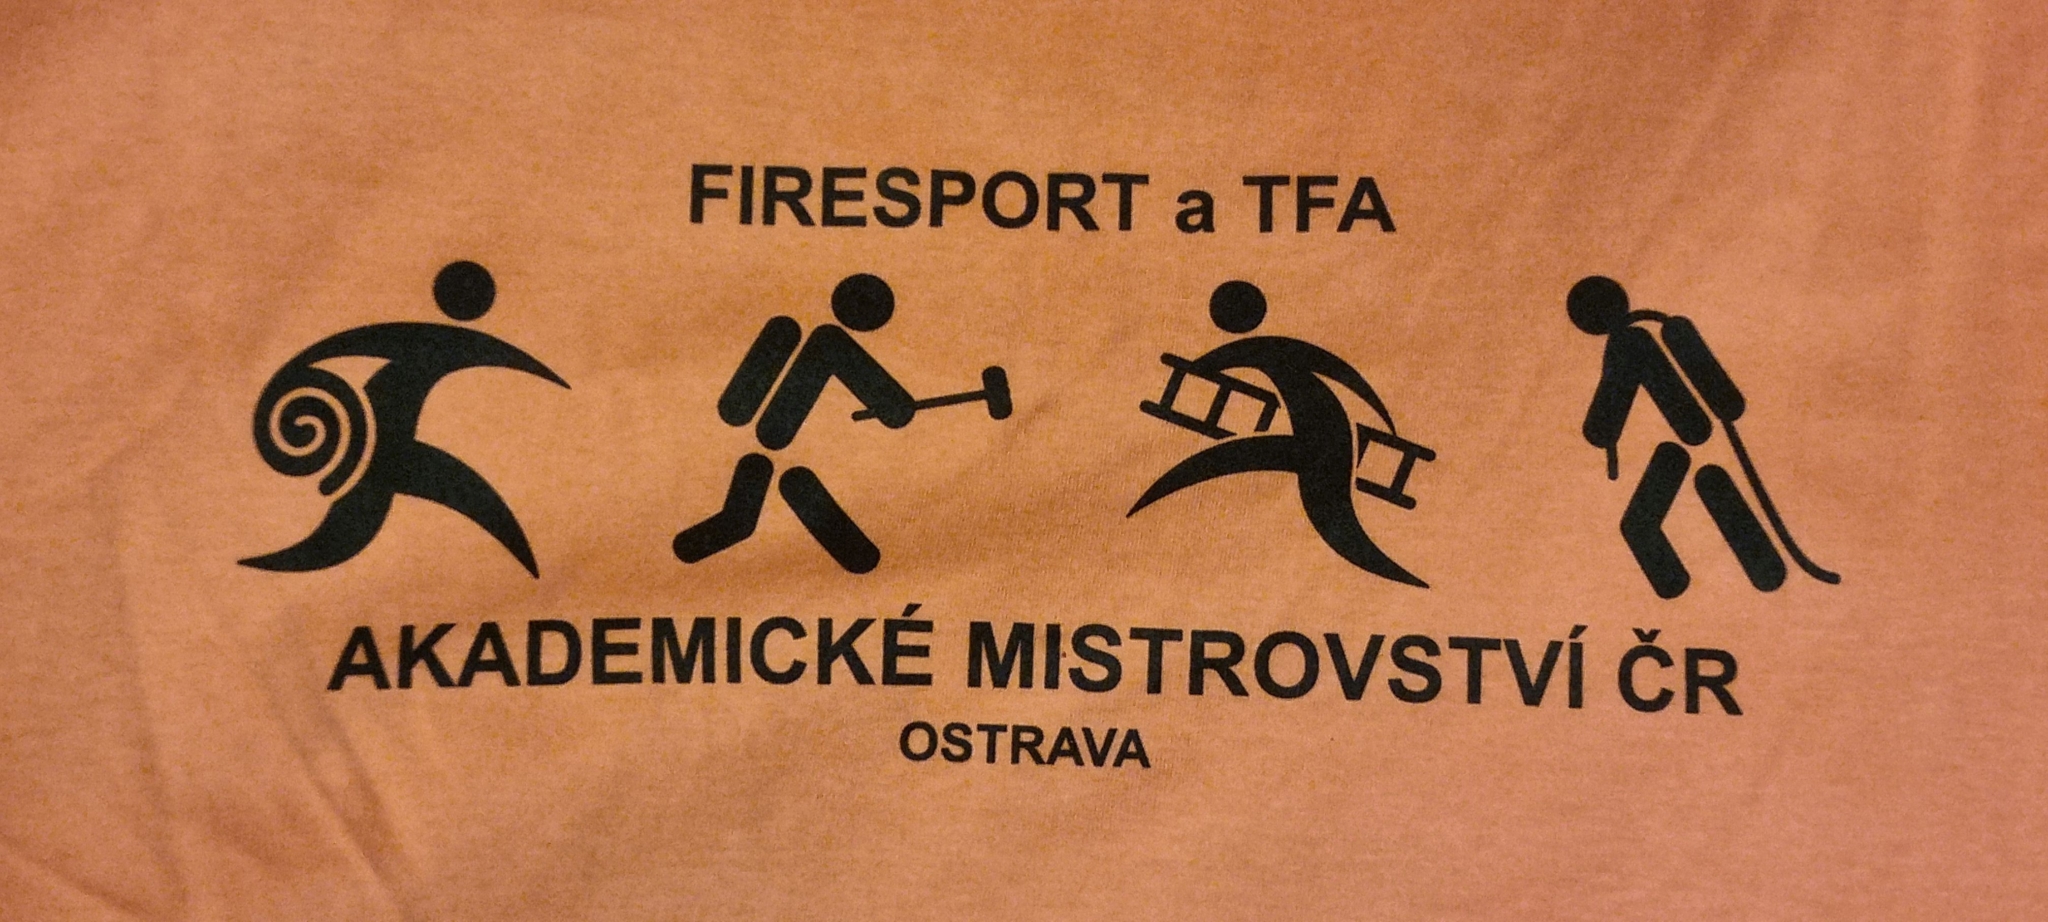 FIRESPORT a TFA
AKADEMICKÉ MISTROVSTVÍ ČR
OSTRAVA